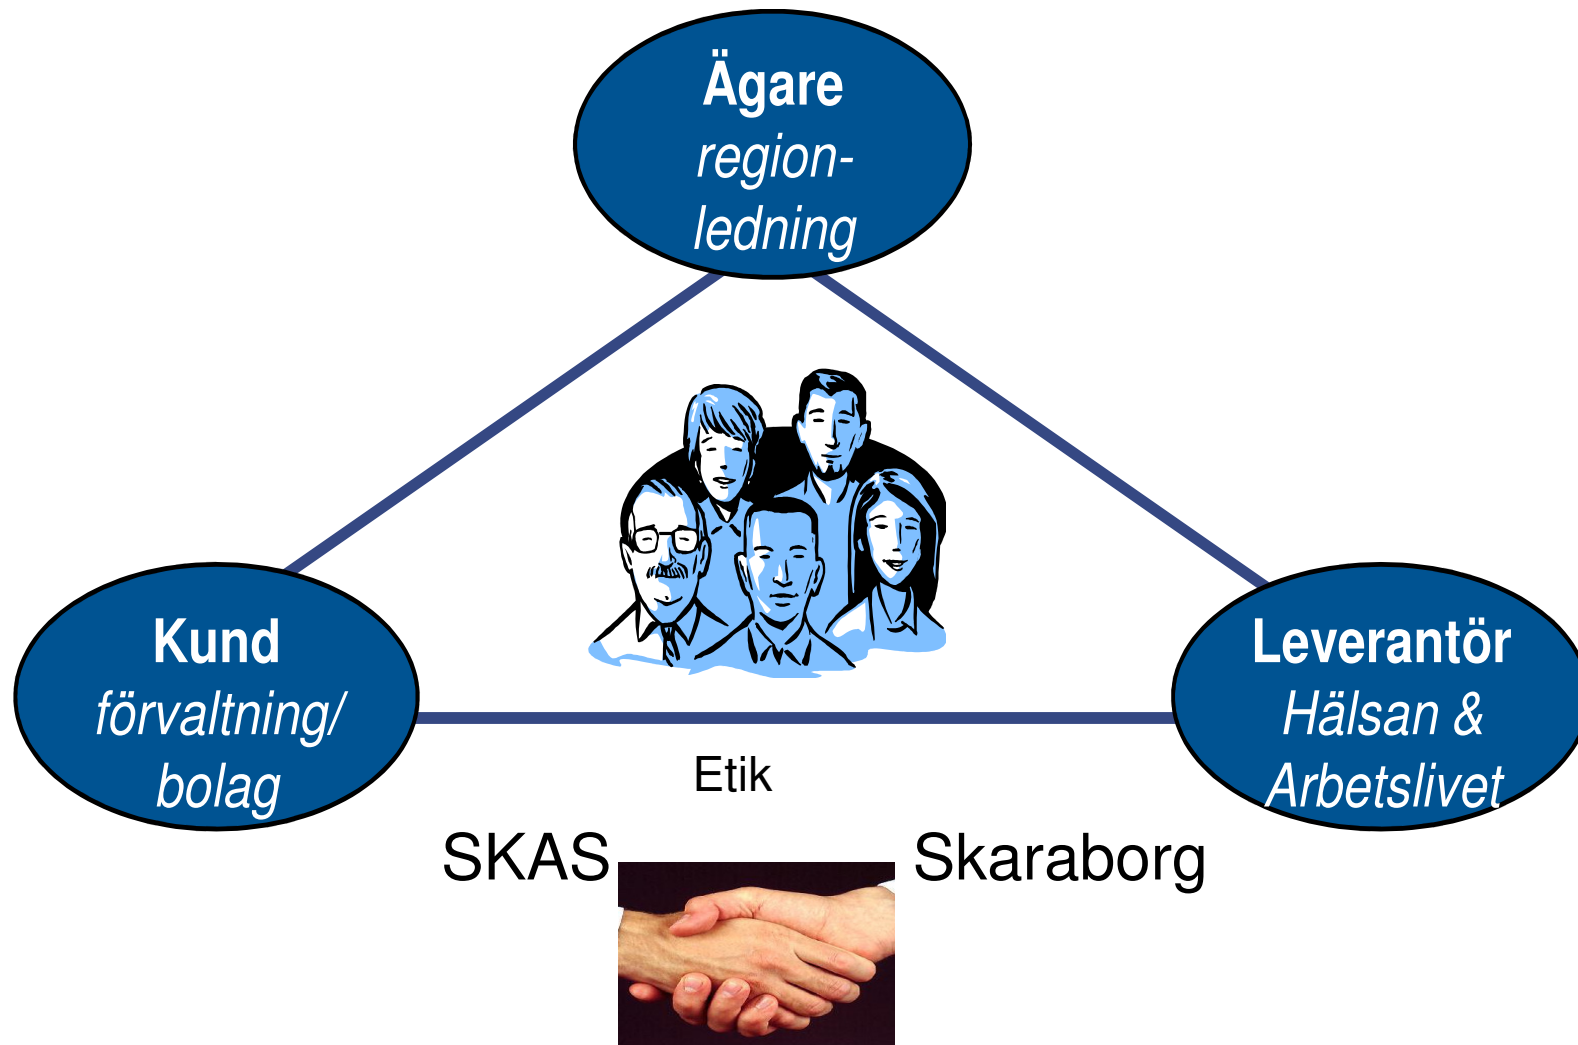 Ägare
region-
ledning
Kund
förvaltning/
bolag
Leverantör
Hälsan &
Arbetslivet
Etik
SKAS
Skaraborg